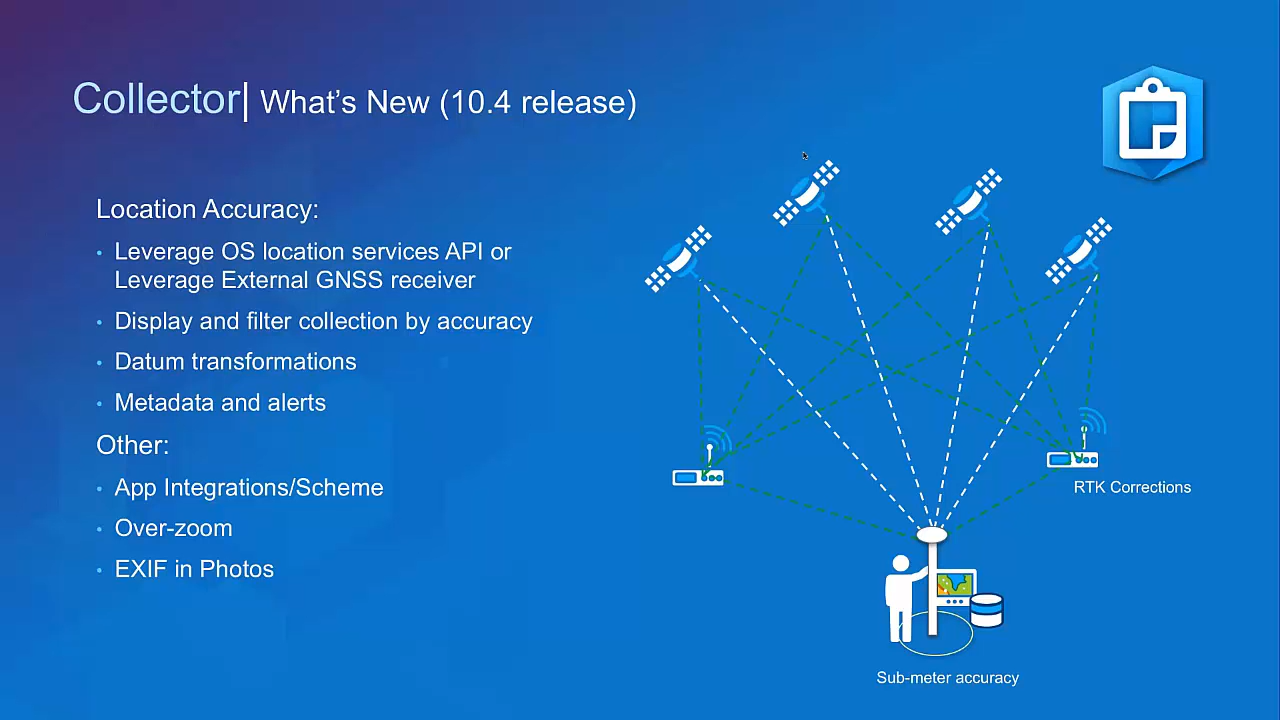 Collector| What's New (10.4 release)
Location Accuracy:
• Leverage OS location services API or
Leverage External GNSS receiver
• Display and filter collection by accuracy
• Datum transformations
• Metadata and alerts
Other:
• App Integrations/Scheme
• Over-zoom
• EXIF in Photos
RTK Corrections
Sub-meter accuracy